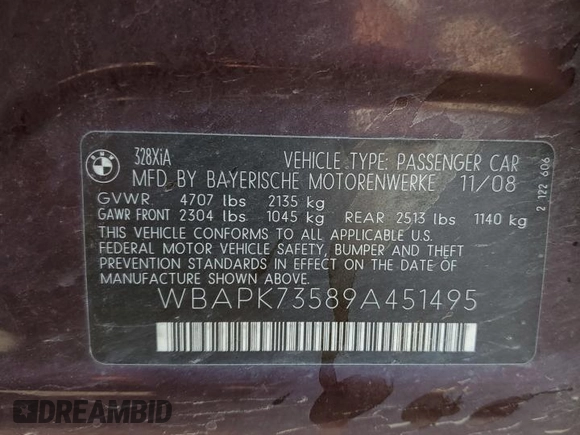 BMW
328XiA VEHICLE TYPE: PASSENGER CAR
MFD BY BAYERISCHE MOTORENWERKE 11/08
GVWR 4707 lbs 2135 kg
GAWR FRONT 2304 lbs 1045 kg REAR 2513 lbs 1140 kg
THIS VEHICLE CONFORMS TO ALL APPLICABLE U.S.
FEDERAL MOTOR VEHICLE SAFETY, BUMPER AND THEFT
PREVENTION STANDARDS IN EFFECT ON THE DATE OF
MANUFACTURE SHOWN ABOVE.
WBAPK73589A451495
2 122 606
DREAMBID